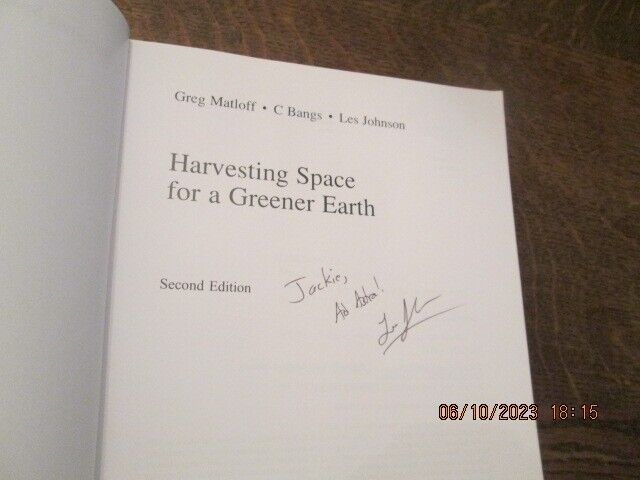 Greg Matloff • C Bangs • Les Johnson
Harvesting Space
for a Greener Earth
Second Edition
Jackie,
Ad Astra!
06/10/2023 18:15